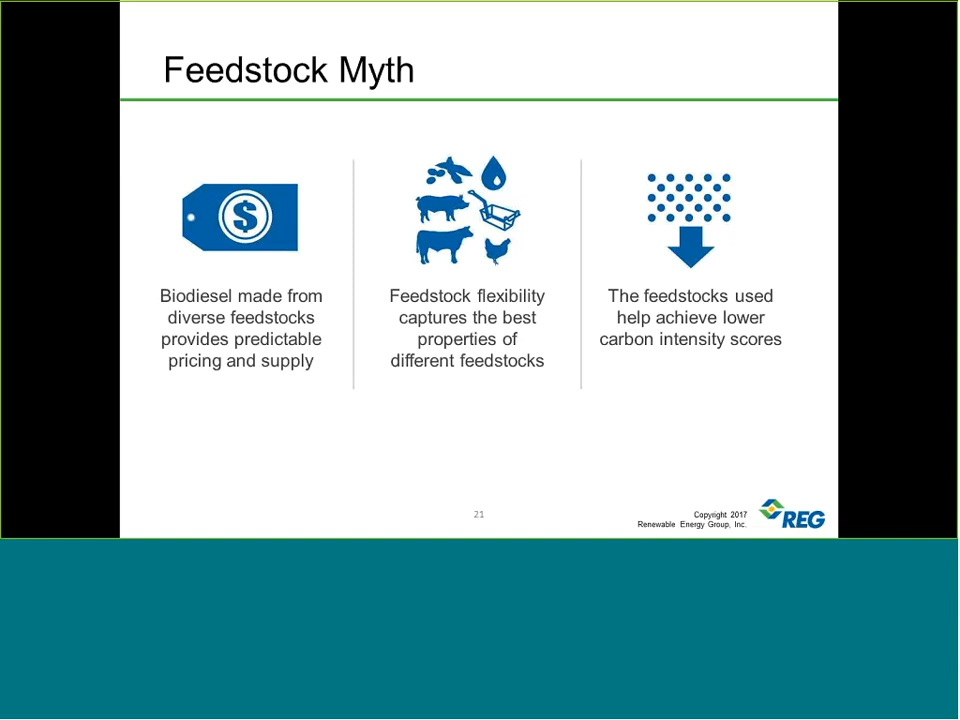 Feedstock Myth
$
Biodiesel made from
diverse feedstocks
provides predictable
pricing and supply
Feedstock flexibility
captures the best
properties of
different feedstocks
The feedstocks used
help achieve lower
carbon intensity scores
21
Copyright 2017
Renewable Energy Group, Inc.
REG